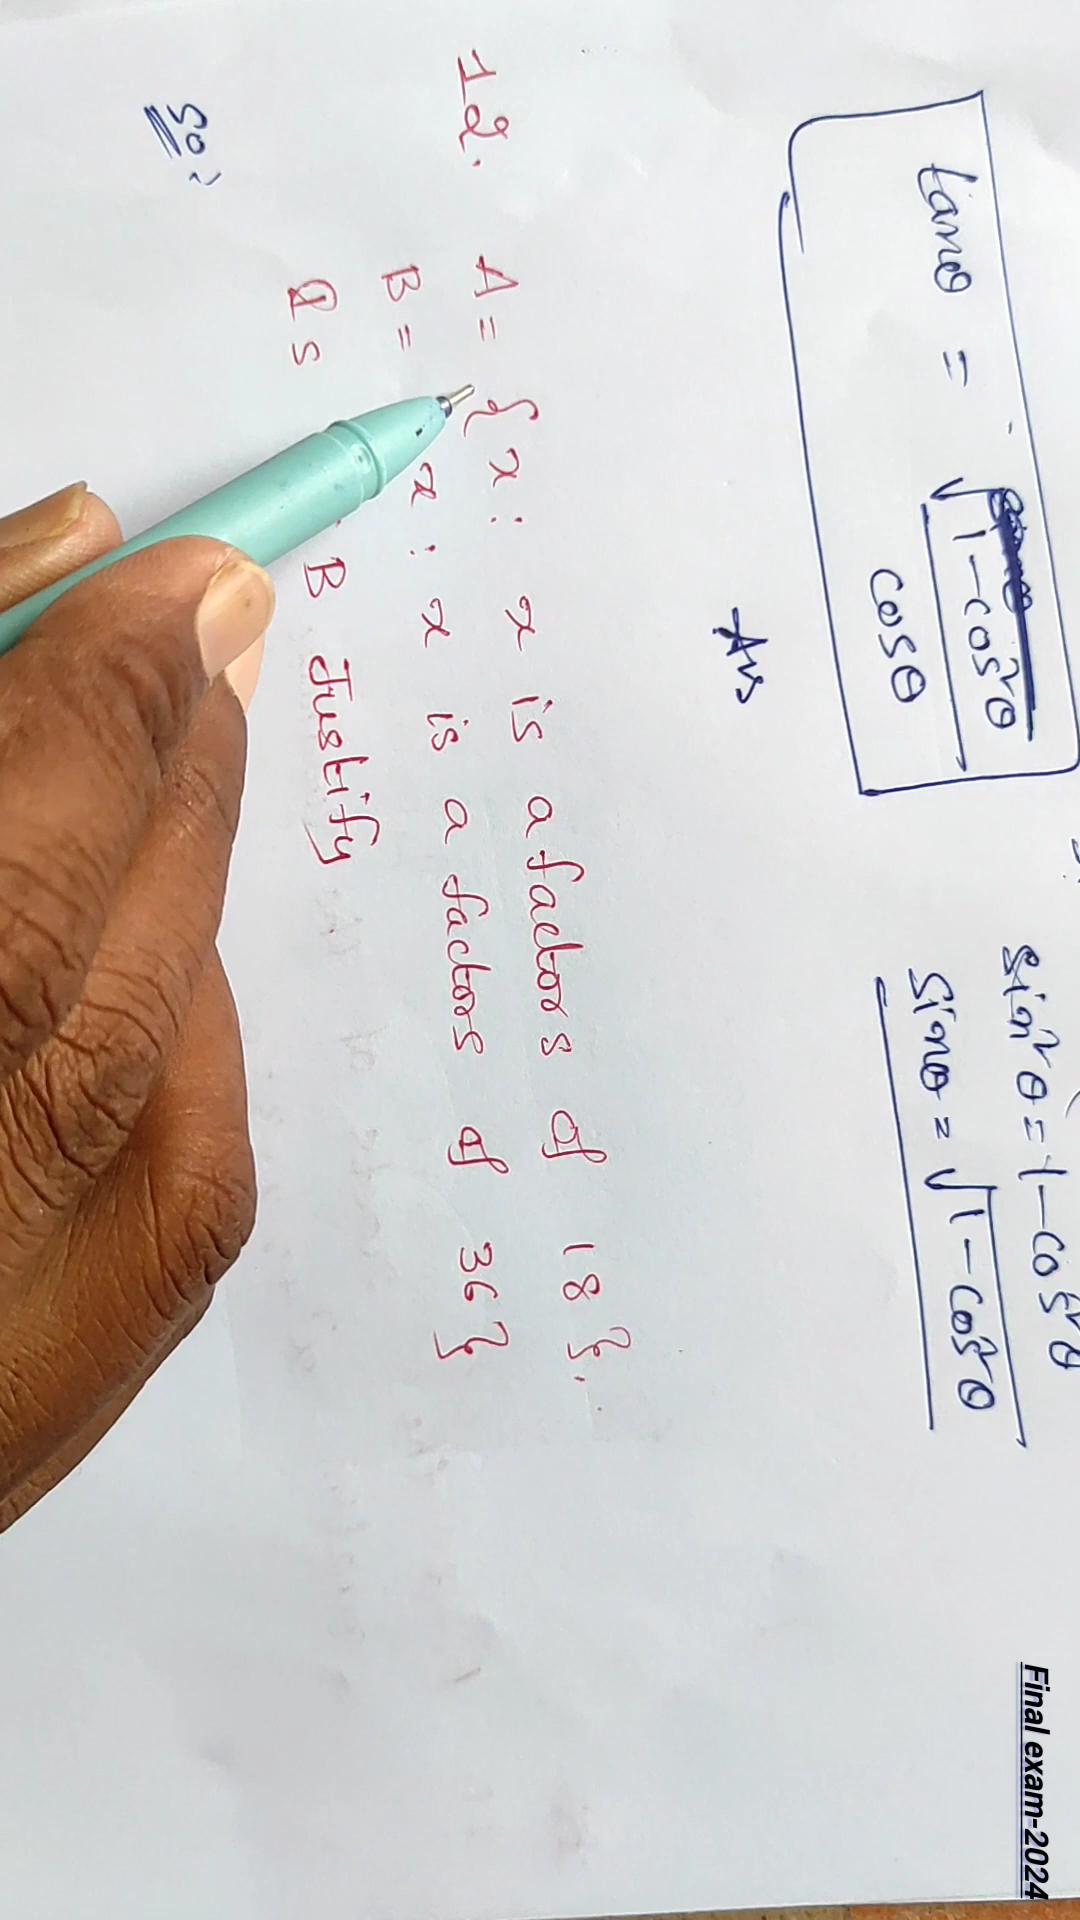 tanθ = √1-cos²θ
cosθ
Ans
sin²θ = 1-cos²θ
sinθ = √1-cos²θ
12. A = { x : x is a factors of 18 }.
B = x : x is a factors of 36 }
Is B Justify
Sol:
Final exam-2024